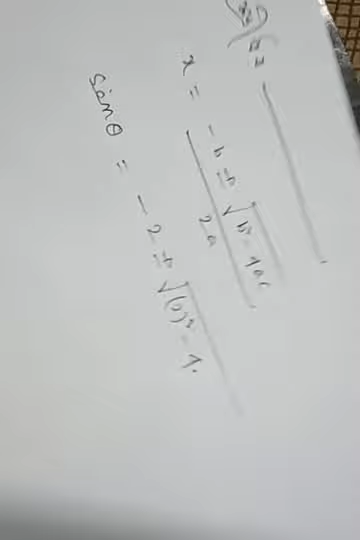 x = -b ± √b² - 4ac
2a
sinθ = -2 ± √(2)² - 4.